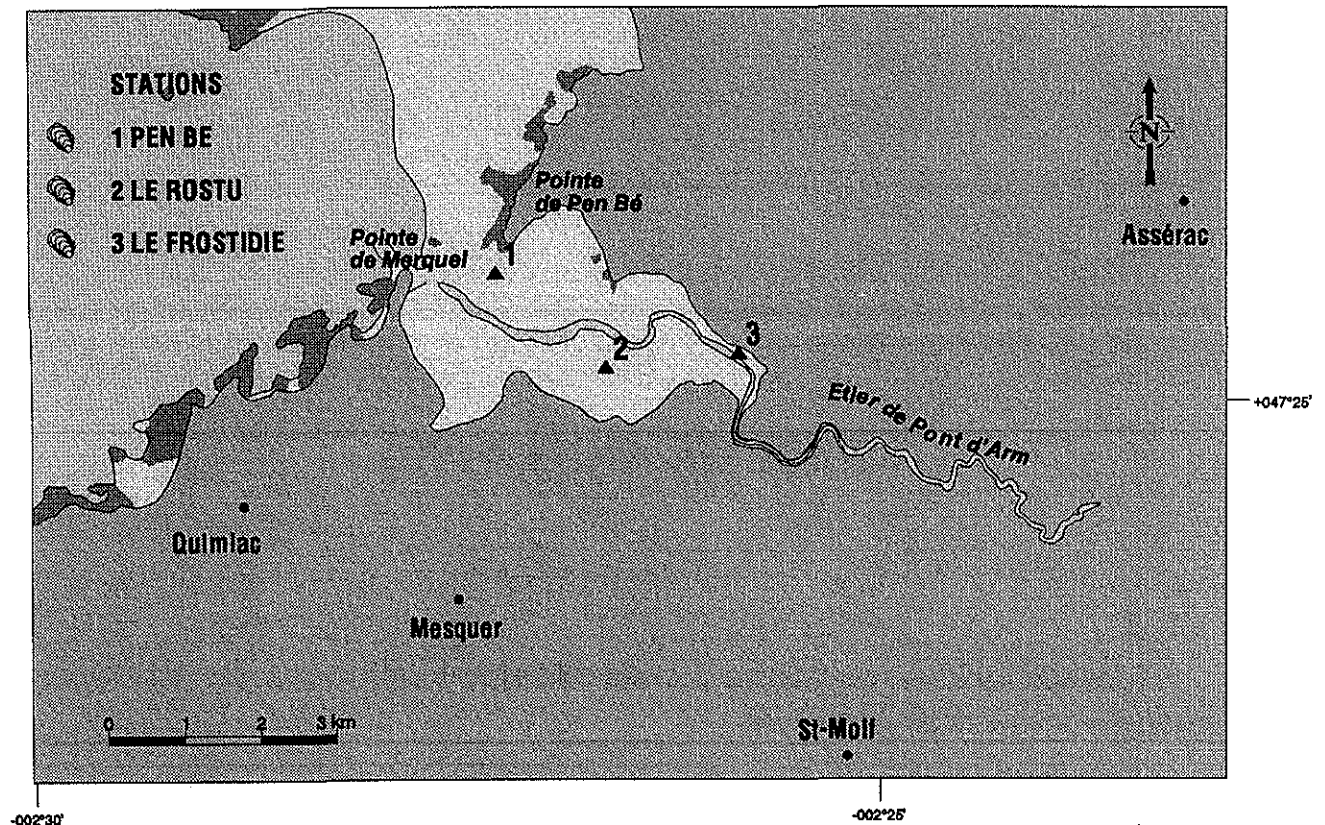 STATIONS
1 PEN BE
2 LE ROSTU
3 LE FROSTIDIE
Pointe
de Pen Bé
Pointe
de Merquel
1
2
3
N
Assérac
+047°25'
Etier de Pont d'Arm
Quimiac
Mesquer
0 1 2 3 km
St-Molf
-002°30'
-002°25'